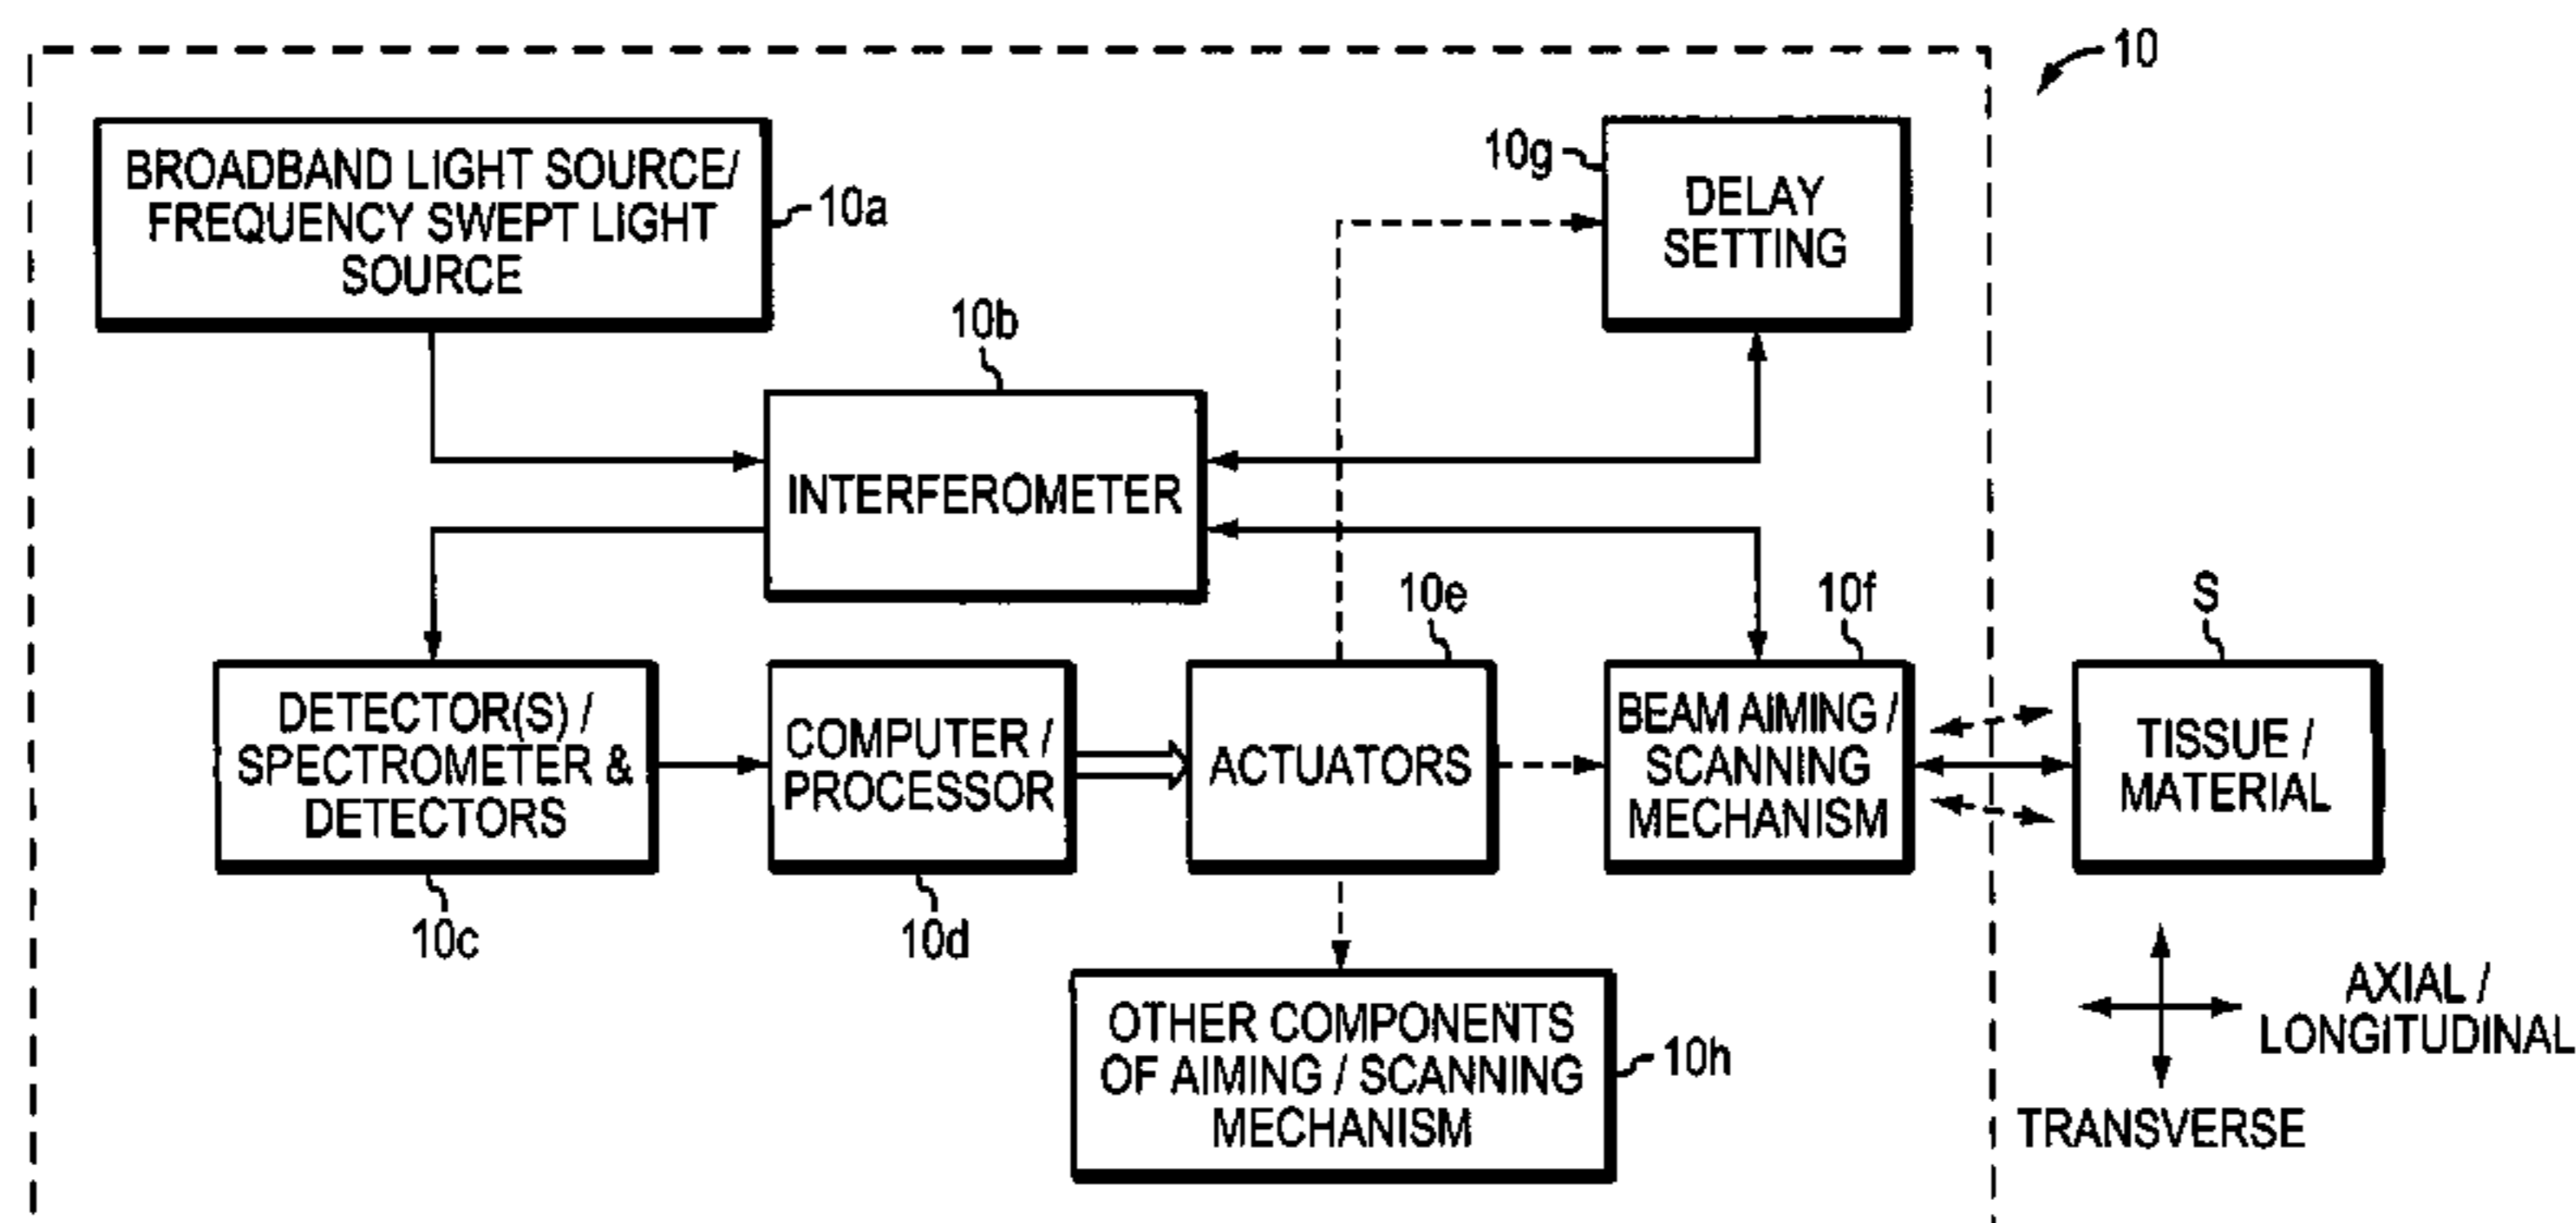 10
BROADBAND LIGHT SOURCE/
FREQUENCY SWEPT LIGHT
SOURCE
10a
10g
DELAY
SETTING
10b
INTERFEROMETER
10e
10f
S
DETECTOR(S) /
SPECTROMETER &
DETECTORS
COMPUTER /
PROCESSOR
ACTUATORS
BEAM AIMING /
SCANNING
MECHANISM
TISSUE /
MATERIAL
10c
10d
OTHER COMPONENTS
OF AIMING / SCANNING
MECHANISM
10h
AXIAL /
LONGITUDINAL
TRANSVERSE